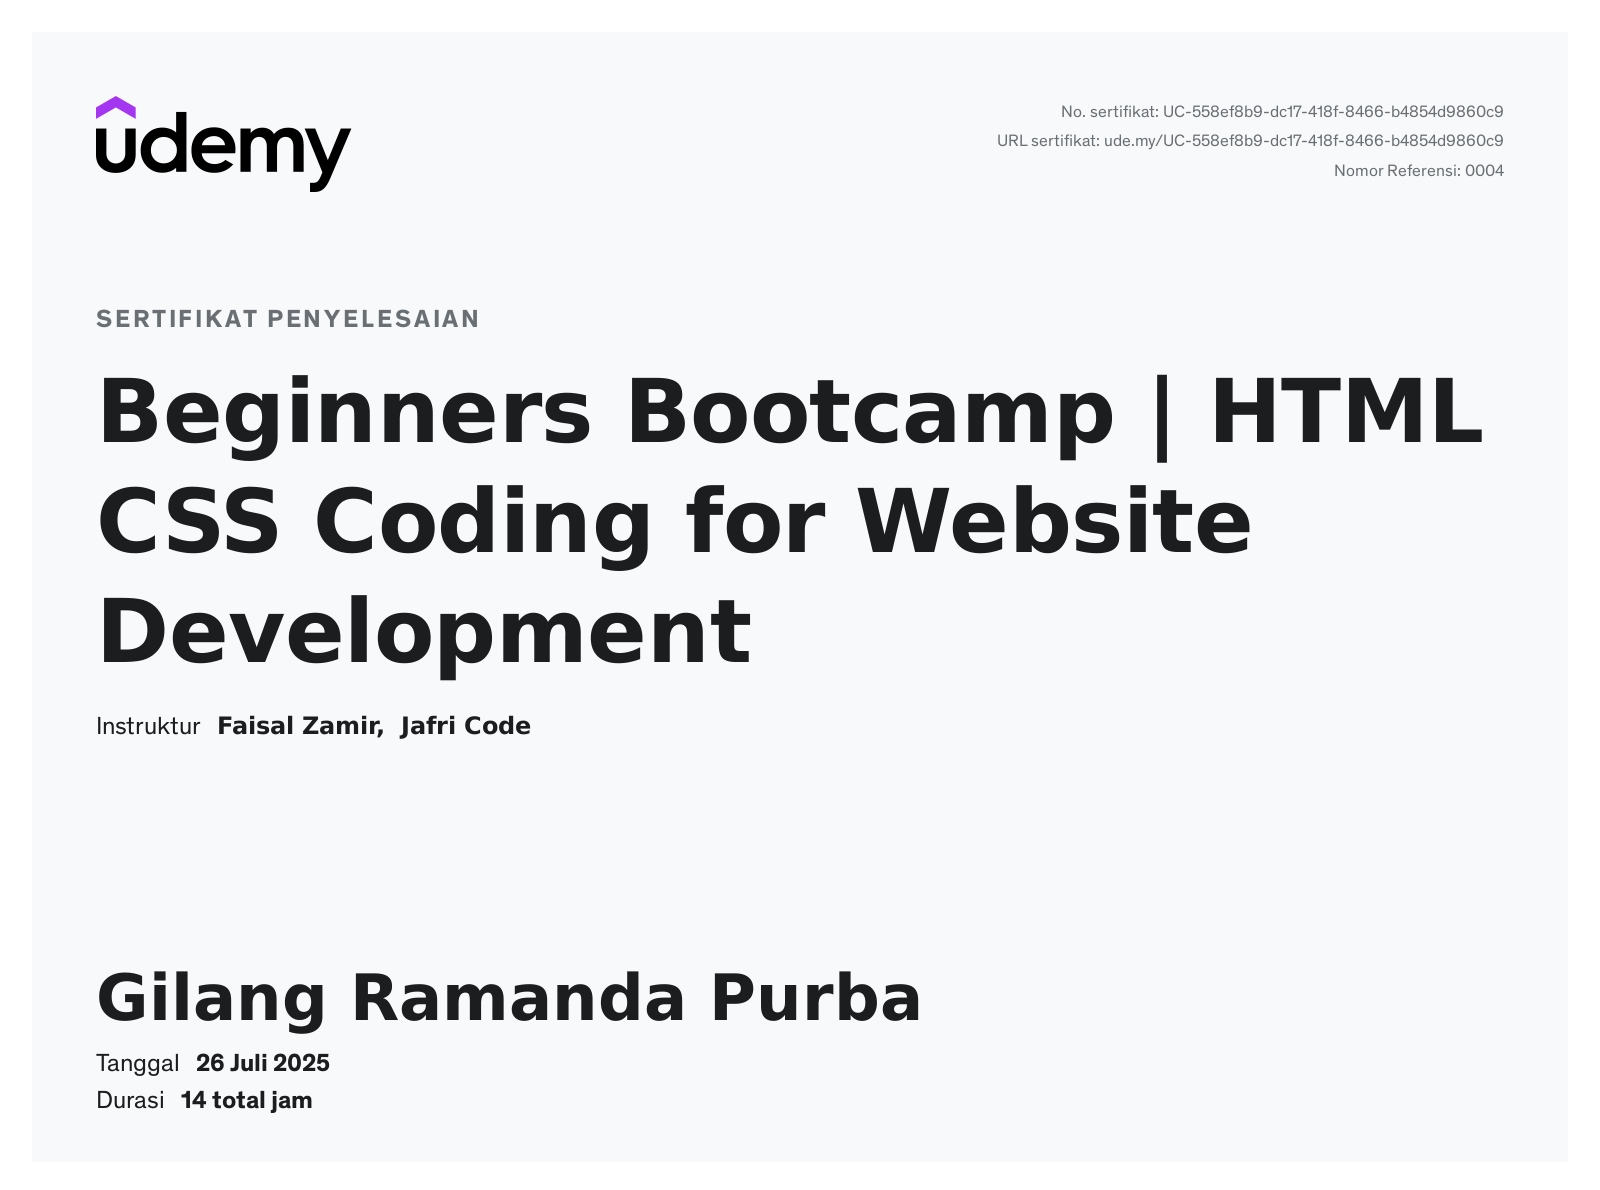 udemy
No. sertifikat: UC-558ef8b9-dc17-418f-8466-b4854d9860c9
URL sertifikat: ude.my/UC-558ef8b9-dc17-418f-8466-b4854d9860c9
Nomor Referensi: 0004
SERTIFIKAT PENYELESAIAN
Beginners Bootcamp | HTML
CSS Coding for Website
Development
Instruktur Faisal Zamir, Jafri Code
Gilang Ramanda Purba
Tanggal 26 Juli 2025
Durasi 14 total jam